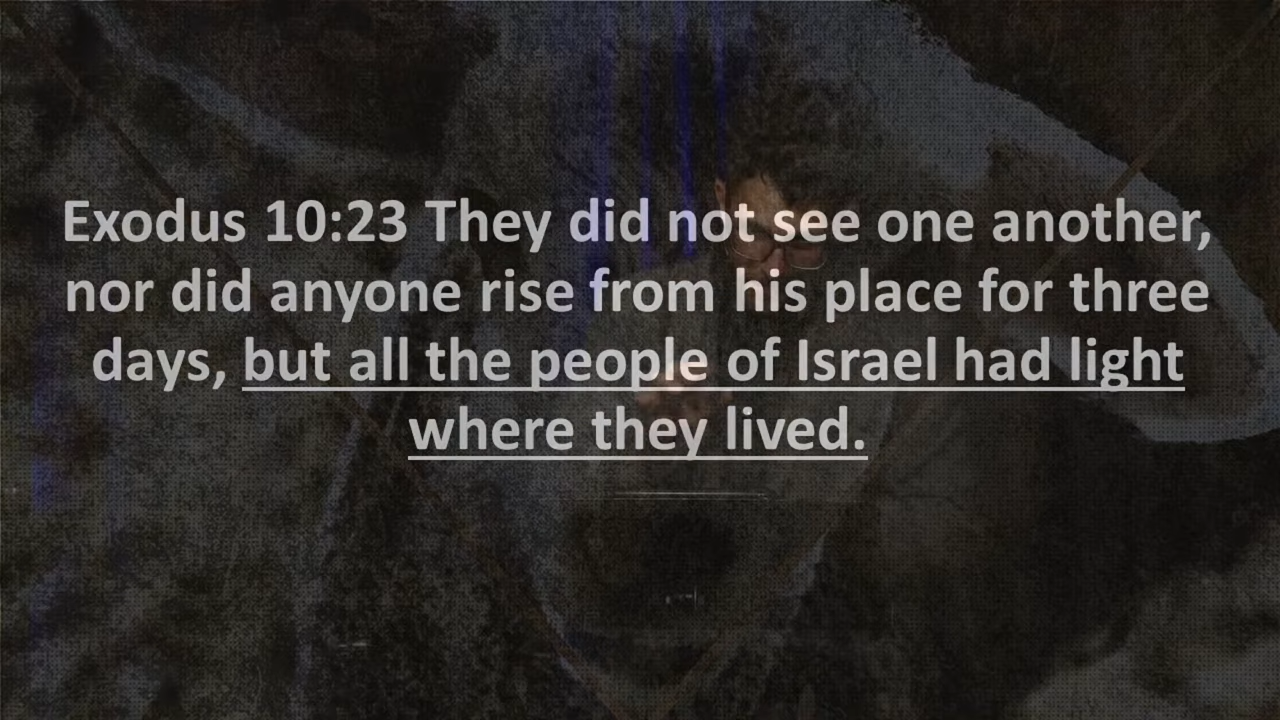 Exodus 10:23 They did not see one another,
nor did anyone rise from his place for three
days, but all the people of Israel had light
where they lived.